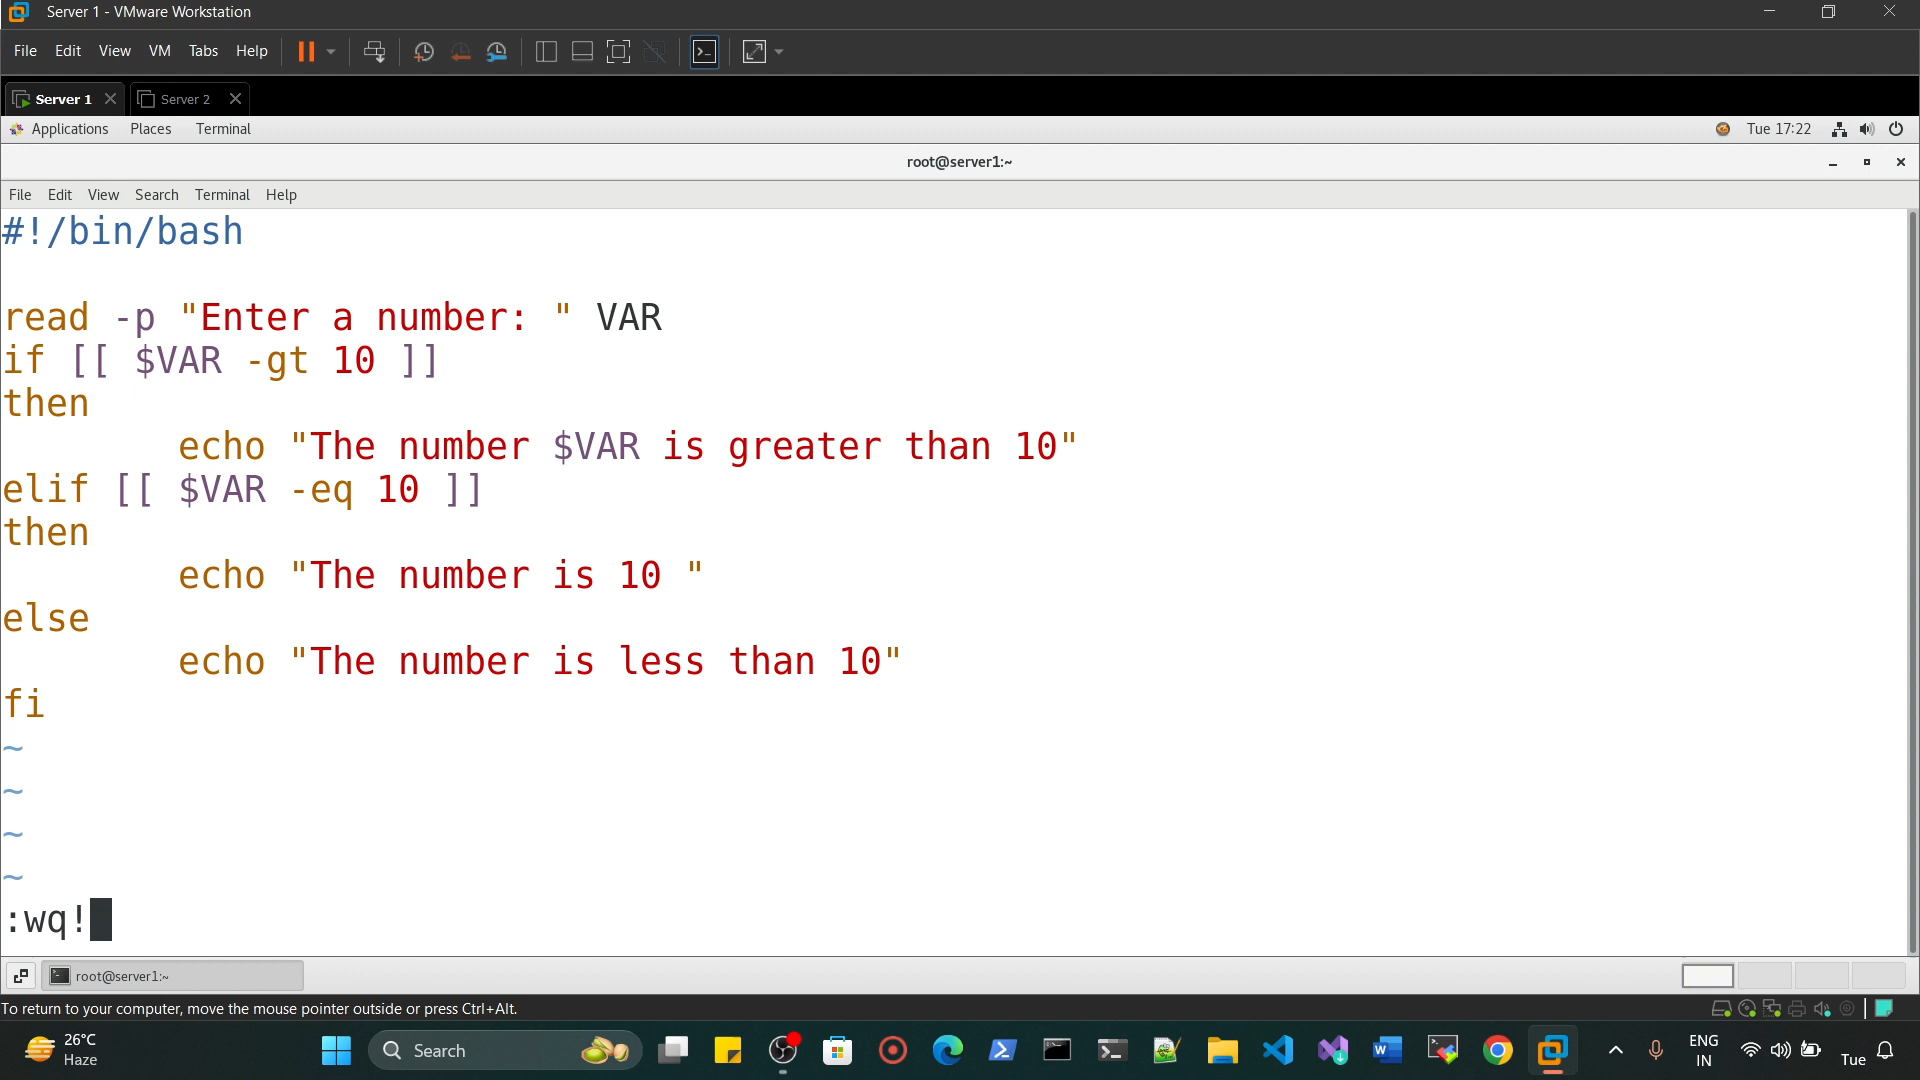 Server 1 - VMware Workstation
File Edit View VM Tabs Help
Server 1 Server 2
Applications Places Terminal Tue 17:22
root@server1:~
File Edit View Search Terminal Help
#!/bin/bash
read -p "Enter a number: " VAR
if [[ $VAR -gt 10 ]]
then
echo "The number $VAR is greater than 10"
elif [[ $VAR -eq 10 ]]
then
echo "The number is 10 "
else
echo "The number is less than 10"
fi
~
~
~
~
:wq!
root@server1:~
To return to your computer, move the mouse pointer outside or press Ctrl+Alt.
26°C
Haze
Search
ENG
IN
Tue